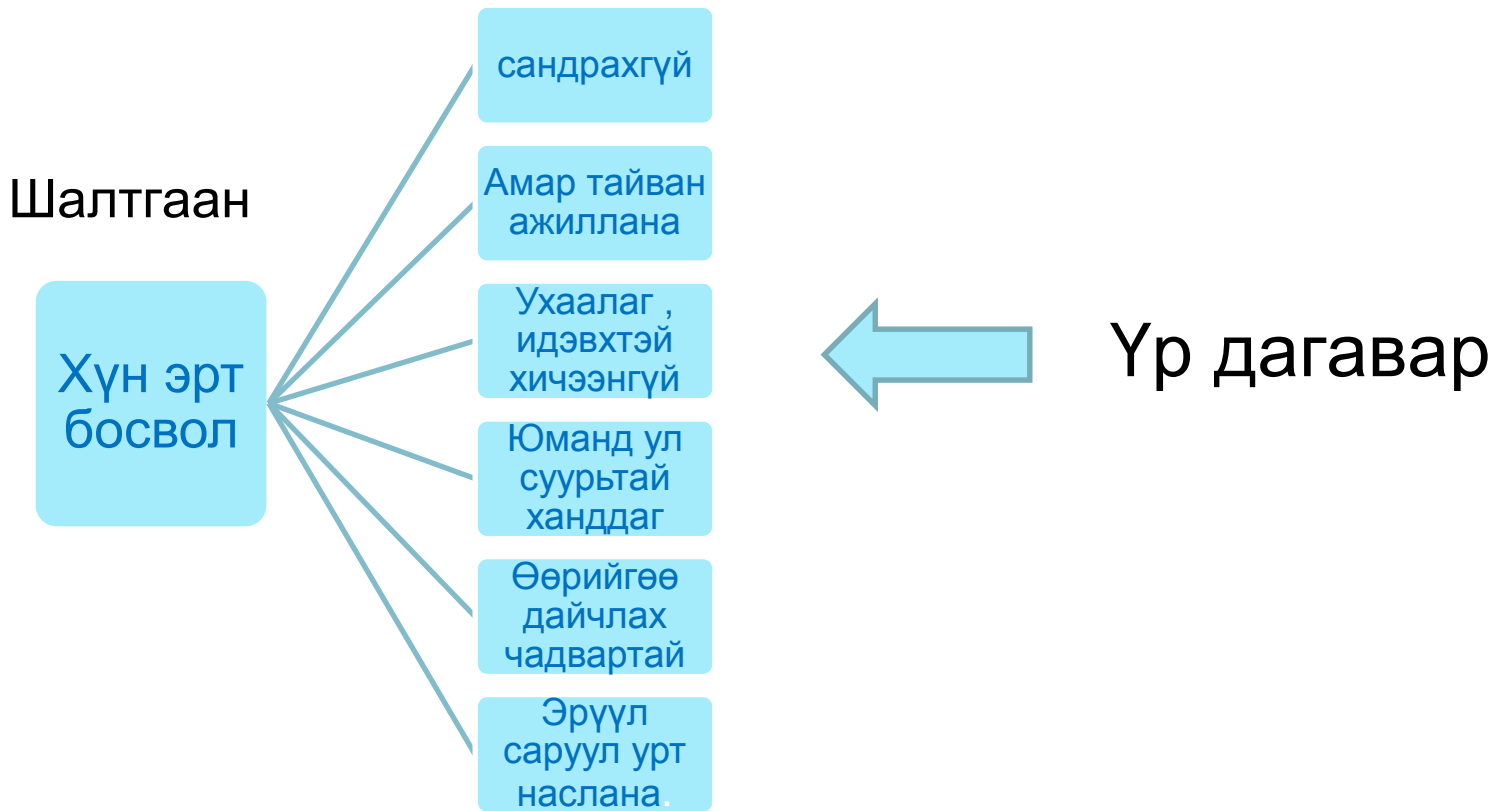 Шалтгаан
Хүн эрт
босвол
сандрахгүй
Амар тайван
ажиллана
Ухаалаг ,
идэвхтэй
хичээнгүй
Юманд ул
суурьтай
ханддаг
Өөрийгөө
дайчлах
чадвартай
Эрүүл
саруул урт
наслана.
Үр дагавар